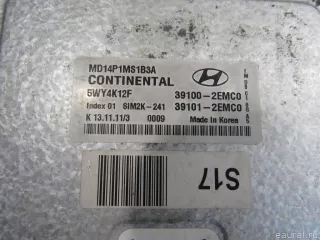 MD14P1MS1B3A
CONTINENTAL
5WY4K12F
39100-2EMC0
Index 01 SIM2K-241
39101-2EMC0
K 13.11.11/3 0009
Made in Korea
S17
eaural.ru